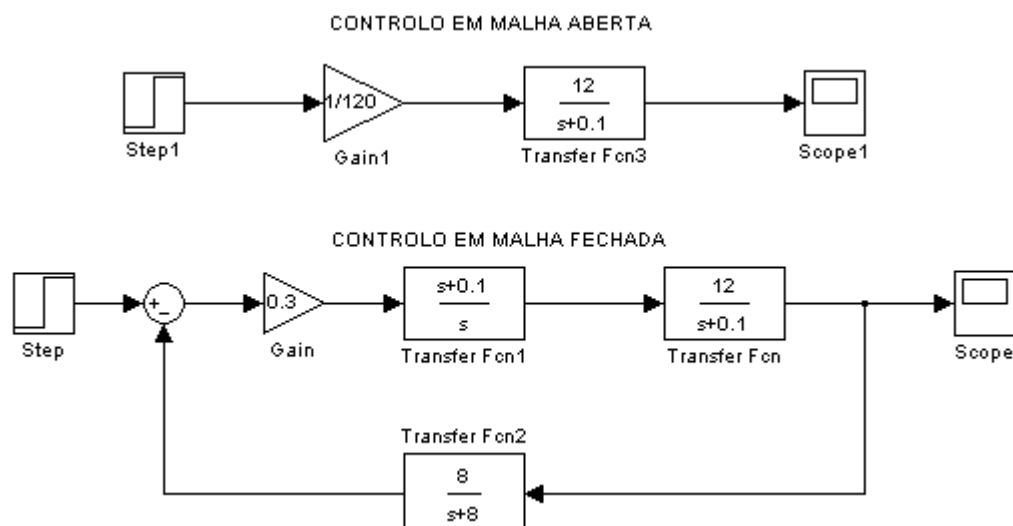 CONTROLO EM MALHA ABERTA
1/120
12
s+0.1
Step1
Gain1
Transfer Fcn3
Scope1
CONTROLO EM MALHA FECHADA
+
−
0.3
s+0.1
s
12
s+0.1
Step
Gain
Transfer Fcn1
Transfer Fcn
Scope
Transfer Fcn2
8
s+8